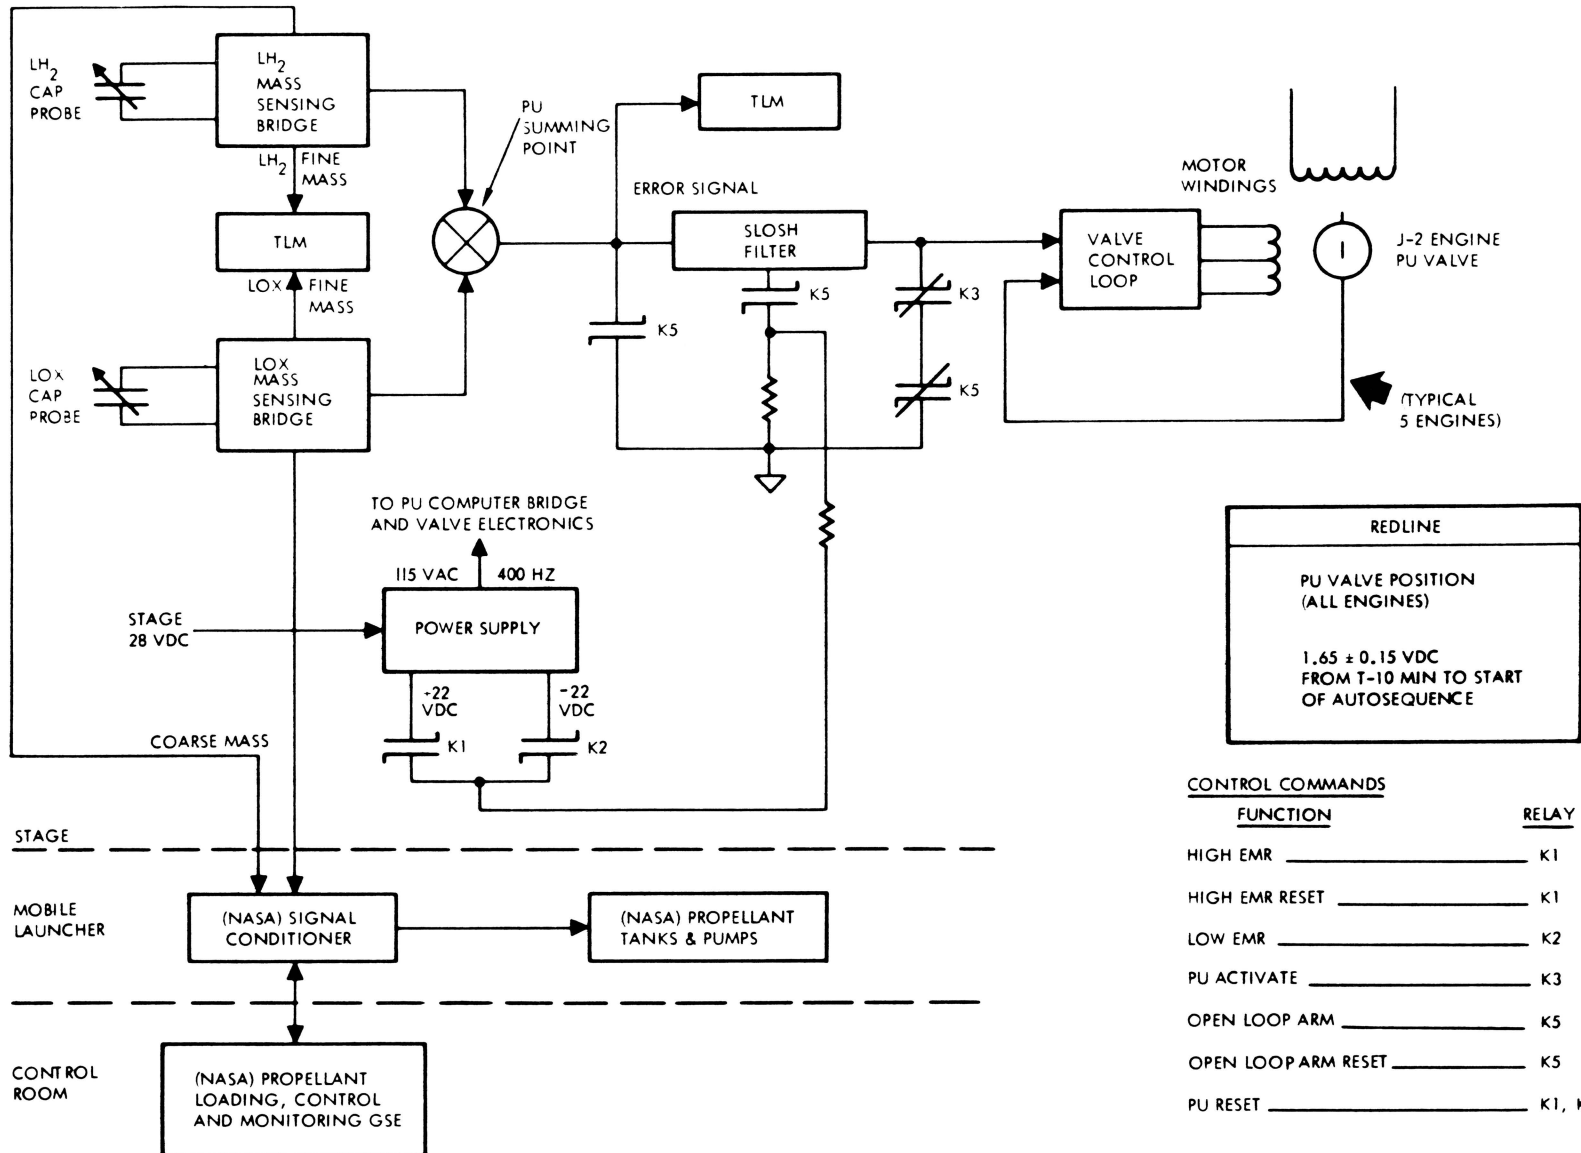 LH2
CAP
PROBE
LH2
MASS
SENSING
BRIDGE
LH2 FINE
MASS
TLM
LOX FINE
MASS
LOX
CAP
PROBE
LOX
MASS
SENSING
BRIDGE
PU
SUMMING
POINT
TLM
ERROR SIGNAL
SLOSH
FILTER
K5
K5
K3
K5
MOTOR
WINDINGS
VALVE
CONTROL
LOOP
J-2 ENGINE
PU VALVE
(TYPICAL
5 ENGINES)
TO PU COMPUTER BRIDGE
AND VALVE ELECTRONICS
115 VAC 400 HZ
STAGE
28 VDC
POWER SUPPLY
+22
VDC
-22
VDC
K1
K2
COARSE MASS
REDLINE
PU VALVE POSITION
(ALL ENGINES)
1.65 ± 0.15 VDC
FROM T-10 MIN TO START
OF AUTOSEQUENCE
STAGE
MOBILE
LAUNCHER
(NASA) SIGNAL
CONDITIONER
(NASA) PROPELLANT
TANKS & PUMPS
CONTROL
ROOM
(NASA) PROPELLANT
LOADING, CONTROL
AND MONITORING GSE
CONTROL COMMANDS
FUNCTION RELAY
HIGH EMR K1
HIGH EMR RESET K1
LOW EMR K2
PU ACTIVATE K3
OPEN LOOP ARM K5
OPEN LOOP ARM RESET K5
PU RESET K1,